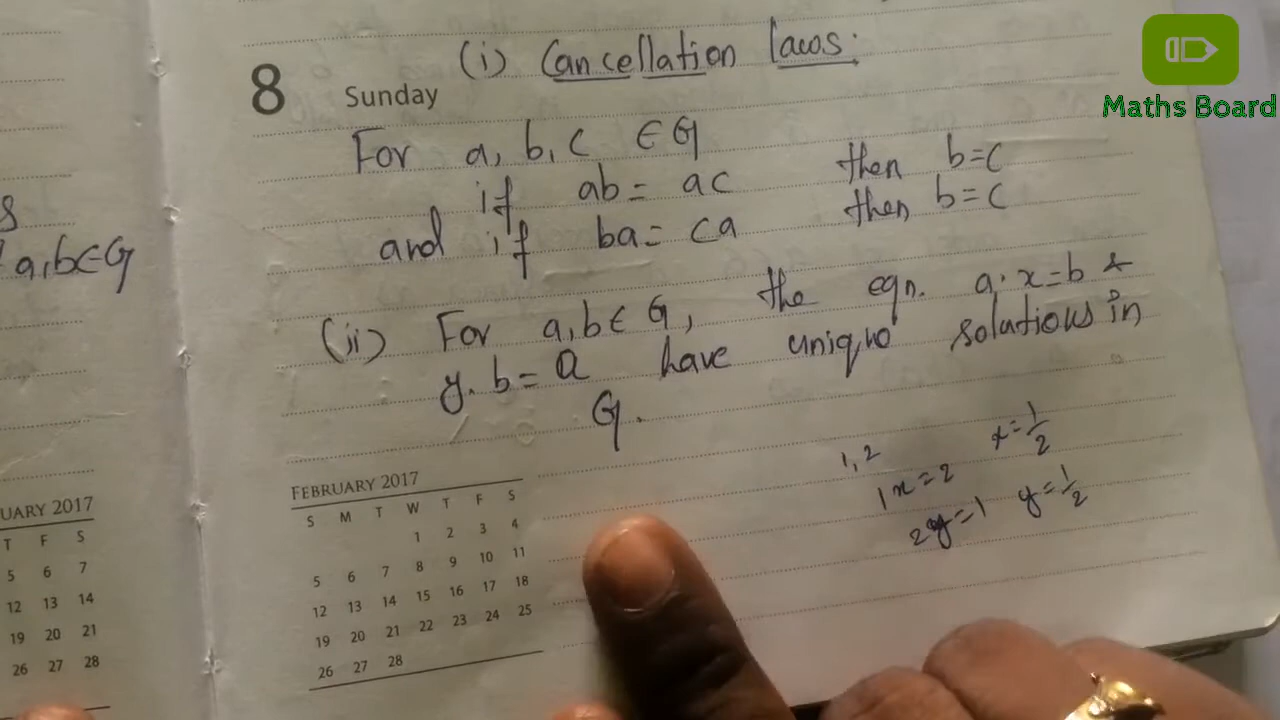 (i) Cancellation laws:
8 Sunday
For a, b, c ∈ G
if ab = ac then b = c
and if ba = ca then b = c
(ii) For a, b ∈ G, the eqn. a·x = b &
y·b = a have unique solutions in
G.
1, 2
1x = 2 x = 1/2
2y = 1 y = 1/2
FEBRUARY 2017
S M T W T F S
1 2 3 4
5 6 7 8 9 10 11
12 13 14 15 16 17 18
19 20 21 22 23 24 25
26 27 28
a, b ∈ G
UARY 2017
T F S
5 6 7
12 13 14
19 20 21
26 27 28
Maths Board